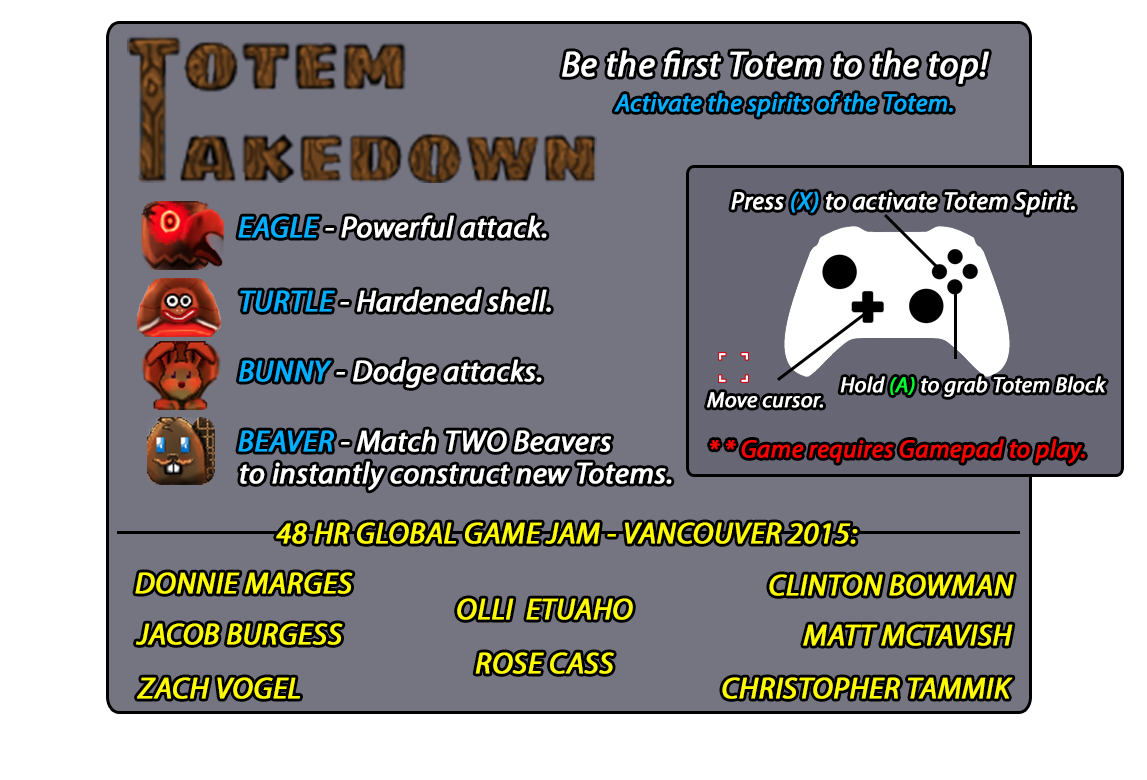 TOTEM
TAKEDOWN
Be the first Totem to the top!
Activate the spirits of the Totem.
EAGLE - Powerful attack.
TURTLE - Hardened shell.
BUNNY - Dodge attacks.
BEAVER - Match TWO Beavers
to instantly construct new Totems.
Press (X) to activate Totem Spirit.
Hold (A) to grab Totem Block
Move cursor.
**Game requires Gamepad to play.
48 HR GLOBAL GAME JAM - VANCOUVER 2015:
DONNIE MARGES
JACOB BURGESS
ZACH VOGEL
OLLI ETUAHO
ROSE CASS
CLINTON BOWMAN
MATT MCTAVISH
CHRISTOPHER TAMMIK